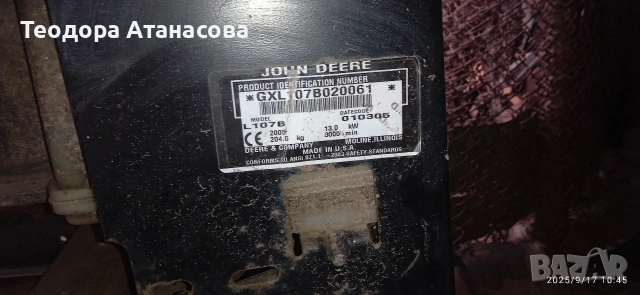 Теодора Атанасова
JOHN DEERE
PRODUCT IDENTIFICATION NUMBER
*GXL107B020061*
MODEL DATECODE
L107B 010305
CE 2005 13.0 kW
204.0 kg 3000 /min
DEERE & COMPANY MOLINE, ILLINOIS
MADE IN U.S.A.
CONFORMS TO ANSI B71.1 -2003 SAFETY STANDARDS
BAZAR
2025/9/17 10:45